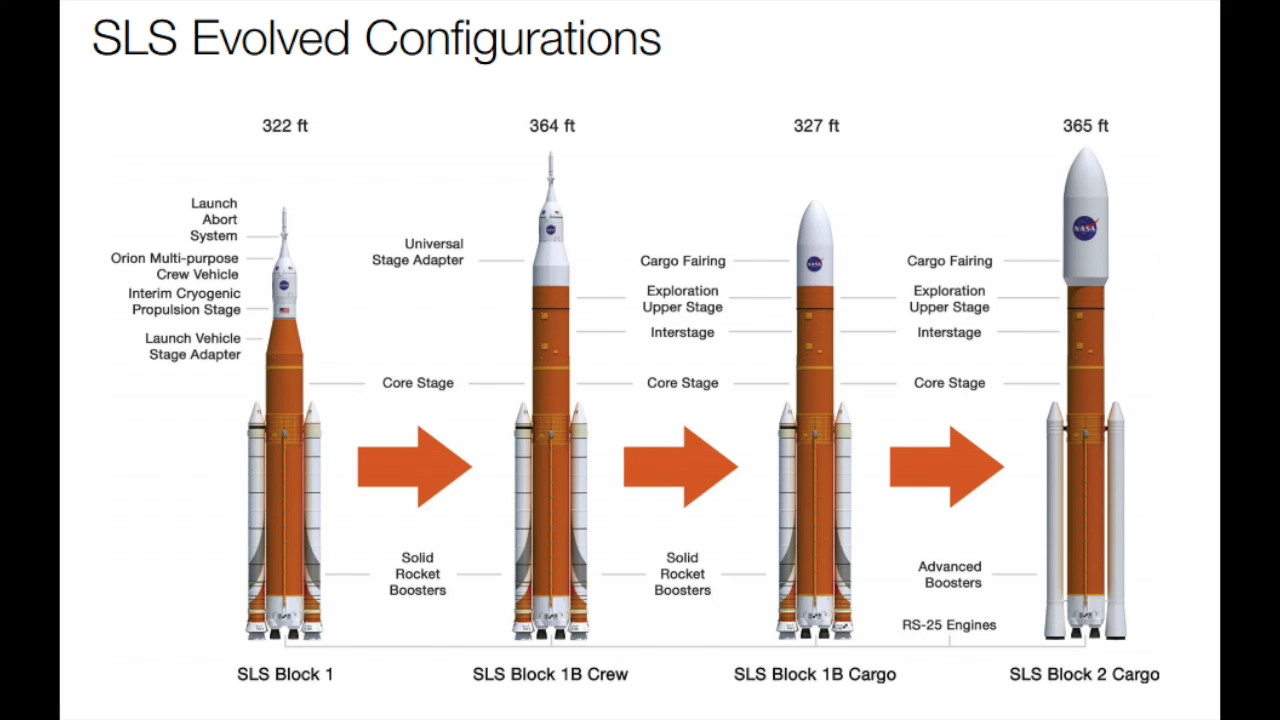 SLS Evolved Configurations
322 ft
364 ft
327 ft
365 ft
Launch
Abort
System
Orion Multi-purpose
Crew Vehicle
Interim Cryogenic
Propulsion Stage
Launch Vehicle
Stage Adapter
Universal
Stage Adapter
Cargo Fairing
Exploration
Upper Stage
Interstage
Cargo Fairing
Exploration
Upper Stage
Interstage
Core Stage
Core Stage
Core Stage
Solid
Rocket
Boosters
Solid
Rocket
Boosters
Advanced
Boosters
RS-25 Engines
NASA
NASA
SLS Block 1
SLS Block 1B Crew
SLS Block 1B Cargo
SLS Block 2 Cargo